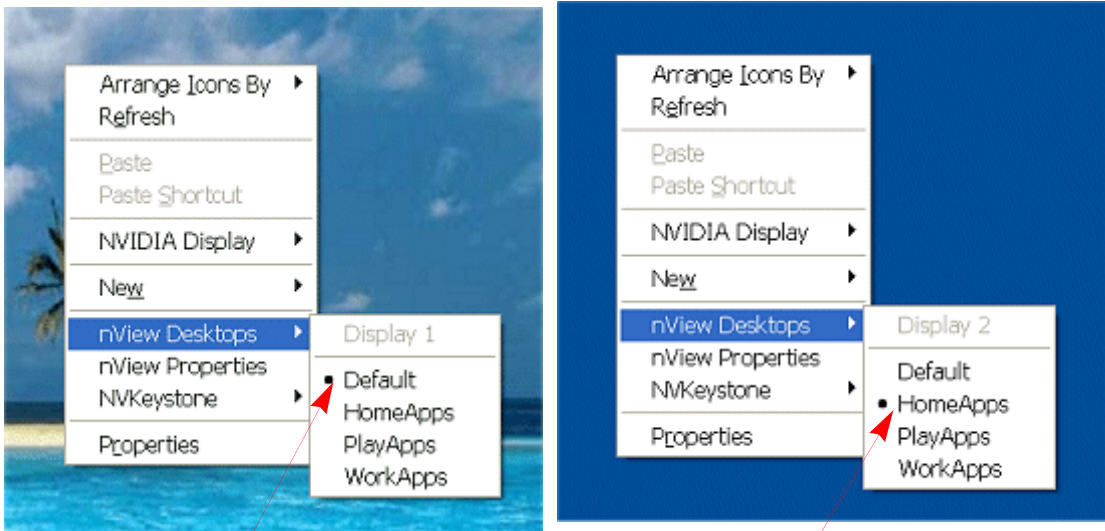 Arrange Icons By
Refresh
Paste
Paste Shortcut
NVIDIA Display
New
nView Desktops
nView Properties
NVKeystone
Properties
Display 1
Default
HomeApps
PlayApps
WorkApps
Arrange Icons By
Refresh
Paste
Paste Shortcut
NVIDIA Display
New
nView Desktops
nView Properties
NVKeystone
Properties
Display 2
Default
HomeApps
PlayApps
WorkApps